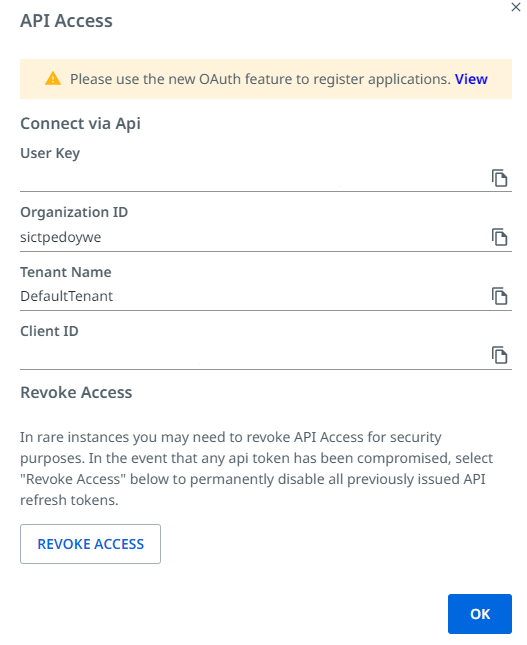 API Access
Please use the new OAuth feature to register applications. View
Connect via Api
User Key
Organization ID
sictpedoywe
Tenant Name
DefaultTenant
Client ID
Revoke Access
In rare instances you may need to revoke API Access for security
purposes. In the event that any api token has been compromised, select
"Revoke Access" below to permanently disable all previously issued API
refresh tokens.
REVOKE ACCESS
OK